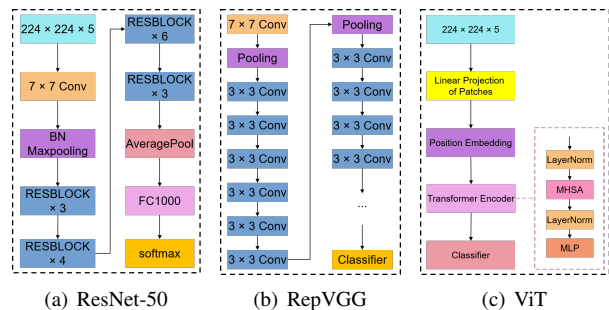 224 × 224 × 5
7 × 7 Conv
BN
Maxpooling
RESBLOCK
× 3
RESBLOCK
× 4
RESBLOCK
× 6
RESBLOCK
× 3
AveragePool
FC1000
softmax
(a) ResNet-50
7 × 7 Conv
Pooling
3 × 3 Conv
3 × 3 Conv
3 × 3 Conv
3 × 3 Conv
3 × 3 Conv
3 × 3 Conv
Pooling
3 × 3 Conv
3 × 3 Conv
3 × 3 Conv
3 × 3 Conv
...
Classifier
(b) RepVGG
224 × 224 × 5
Linear Projection
of Patches
Position Embedding
Transformer Encoder
Classifier
LayerNorm
MHSA
LayerNorm
MLP
(c) ViT